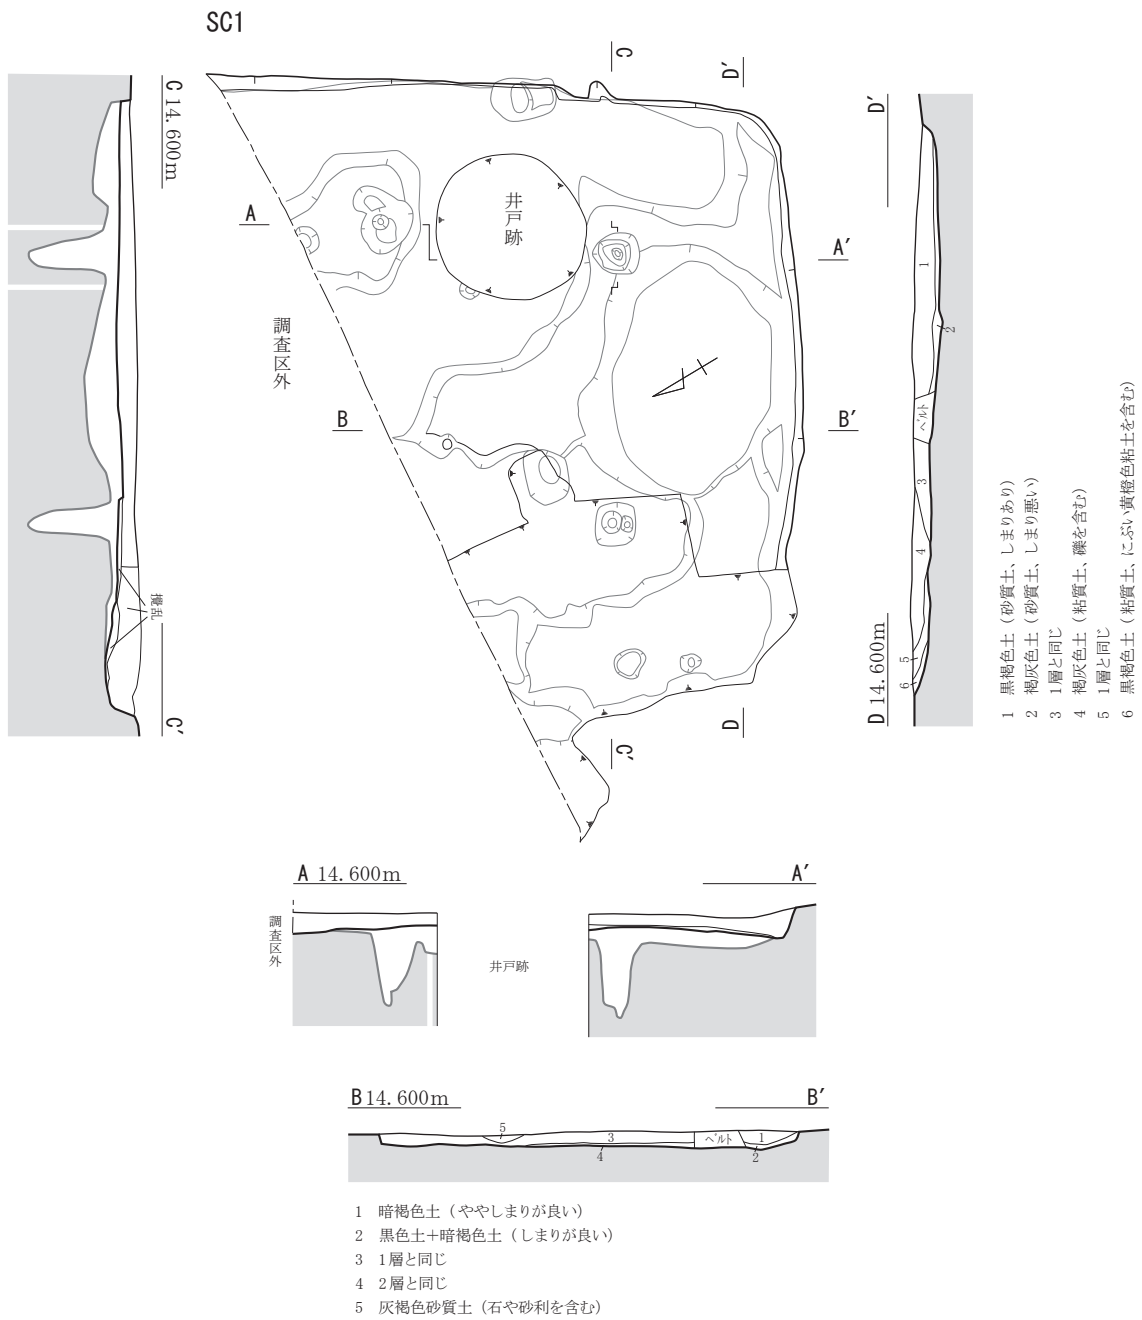 SC1
C
D′
C 14.600m
D′
井戸跡
A
A′
1
2
調査区外
B
B′
ベルト
3
4
撹乱
D 14.600m
5
6
C′
D
C′
1 黒褐色土（砂質土、しまりあり）
2 褐灰色土（砂質土、しまり悪い）
3 1層と同じ
4 褐灰色土（粘質土、礫を含む）
5 1層と同じ
6 黒褐色土（粘質土、にぶい黄橙色粘土を含む）
A 14.600m
A′
調査区外
井戸跡
B 14.600m
B′
5
3
ベルト
1
4
2
1 暗褐色土（ややしまりが良い）
2 黒色土+暗褐色土（しまりが良い）
3 1層と同じ
4 2層と同じ
5 灰褐色砂質土（石や砂利を含む）